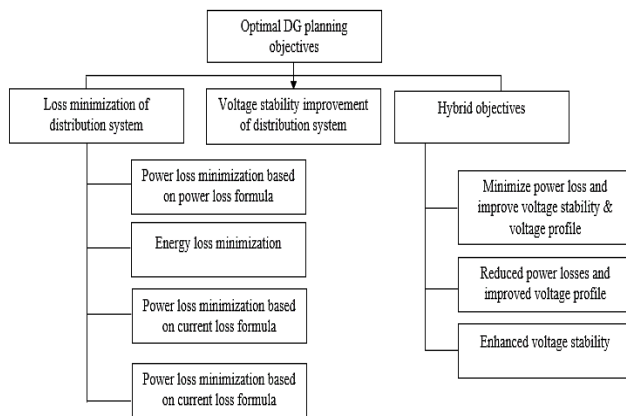 Optimal DG planning
objectives
Loss minimization of
distribution system
Voltage stability improvement
of distribution system
Hybrid objectives
Power loss minimization based
on power loss formula
Energy loss minimization
Power loss minimization based
on current loss formula
Power loss minimization based
on current loss formula
Minimize power loss and
improve voltage stability &
voltage profile
Reduced power losses and
improved voltage profile
Enhanced voltage stability